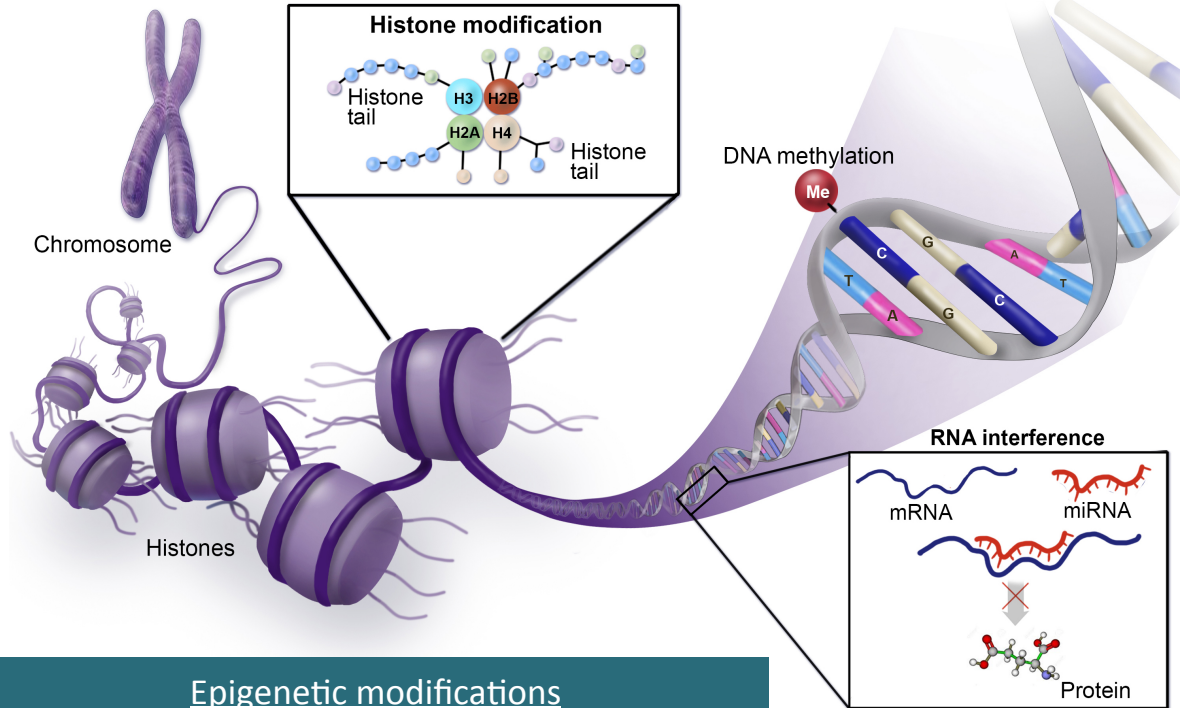 Histone modification
Histone
tail
H3
H2B
H2A
H4
Histone
tail
Chromosome
DNA methylation
Me
C
G
A
T
T
A
G
C
Histones
RNA interference
mRNA
miRNA
Protein
Epigenetic modifications